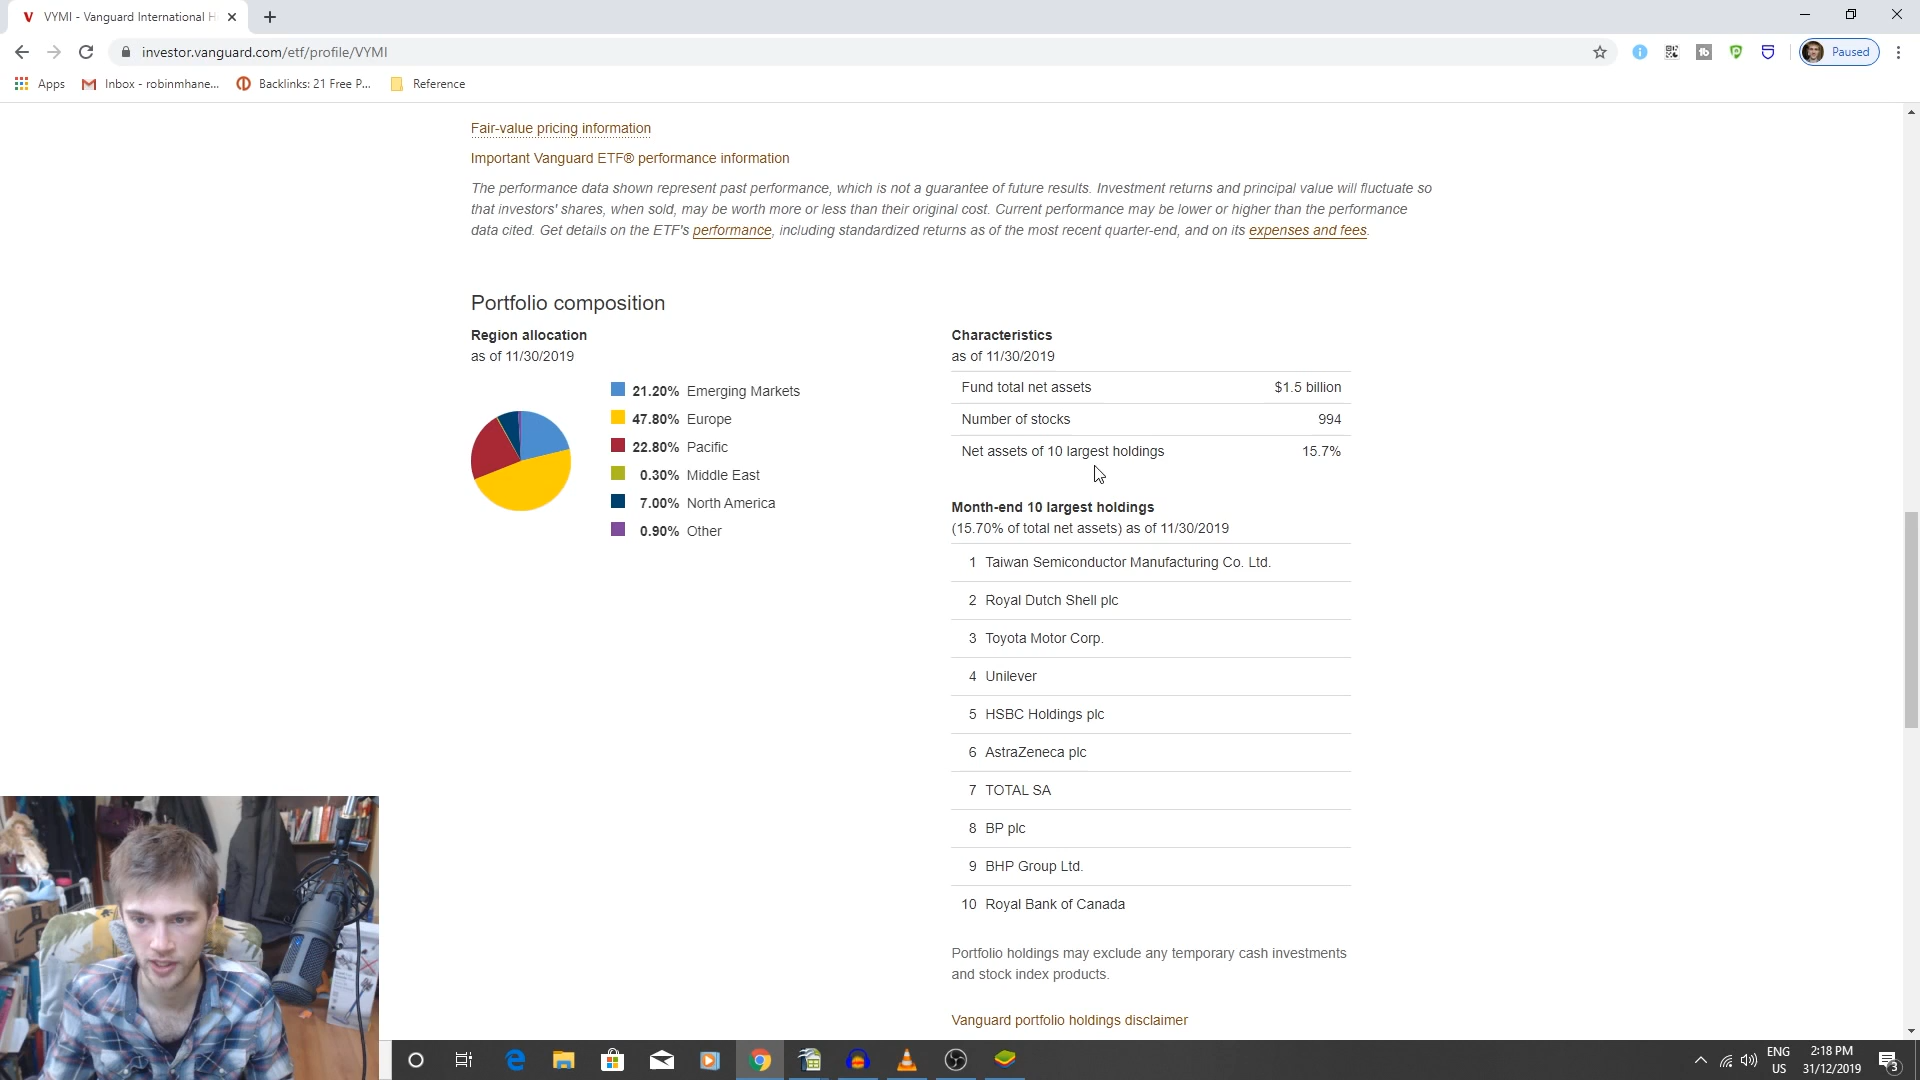 VYMI - Vanguard International H
investor.vanguard.com/etf/profile/VYMI
Paused
Apps
Inbox - robinmhane...
Backlinks: 21 Free P...
Reference
Fair-value pricing information
Important Vanguard ETF® performance information
The performance data shown represent past performance, which is not a guarantee of future results. Investment returns and principal value will fluctuate so
that investors' shares, when sold, may be worth more or less than their original cost. Current performance may be lower or higher than the performance
data cited. Get details on the ETF's performance, including standardized returns as of the most recent quarter-end, and on its expenses and fees.
Portfolio composition
Region allocation
as of 11/30/2019
21.20% Emerging Markets
47.80% Europe
22.80% Pacific
0.30% Middle East
7.00% North America
0.90% Other
Characteristics
as of 11/30/2019
Fund total net assets $1.5 billion
Number of stocks 994
Net assets of 10 largest holdings 15.7%
Month-end 10 largest holdings
(15.70% of total net assets) as of 11/30/2019
1 Taiwan Semiconductor Manufacturing Co. Ltd.
2 Royal Dutch Shell plc
3 Toyota Motor Corp.
4 Unilever
5 HSBC Holdings plc
6 AstraZeneca plc
7 TOTAL SA
8 BP plc
9 BHP Group Ltd.
10 Royal Bank of Canada
Portfolio holdings may exclude any temporary cash investments
and stock index products.
Vanguard portfolio holdings disclaimer
ENG
US
2:18 PM
31/12/2019
3